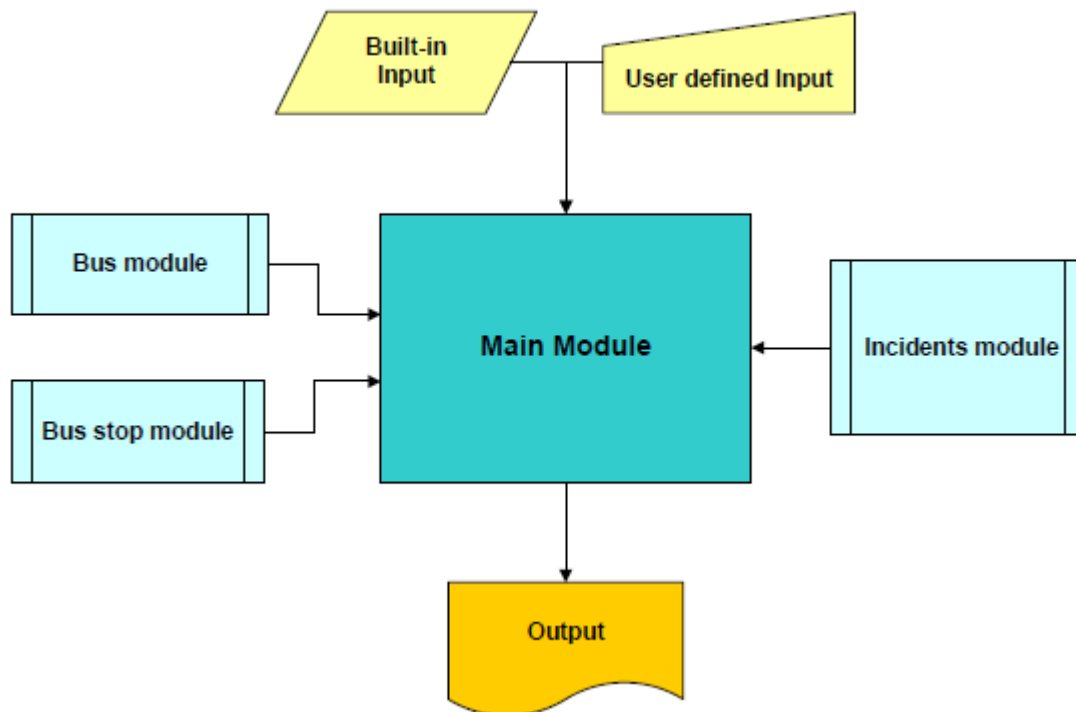 Built-in
Input
User defined Input
Bus module
Main Module
Incidents module
Bus stop module
Output